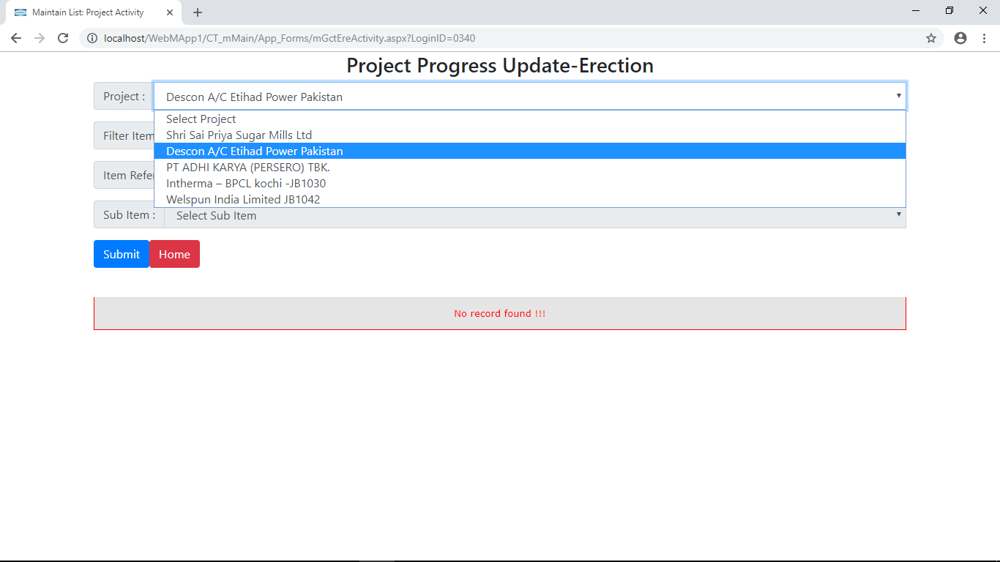 Maintain List: Project Activity
localhost/WebMApp1/CT_mMain/App_Forms/mGctEreActivity.aspx?LoginID=0340
Project Progress Update-Erection
Project : Descon A/C Etihad Power Pakistan
Select Project
Shri Sai Priya Sugar Mills Ltd
Filter Item
Descon A/C Etihad Power Pakistan
PT ADHI KARYA (PERSERO) TBK.
Item Refe
Intherma – BPCL kochi -JB1030
Welspun India Limited JB1042
Sub Item : Select Sub Item
Submit Home
No record found !!!